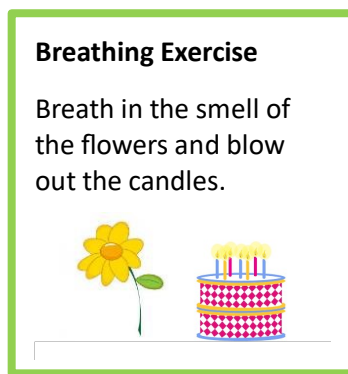 Breathing Exercise
Breath in the smell of
the flowers and blow
out the candles.